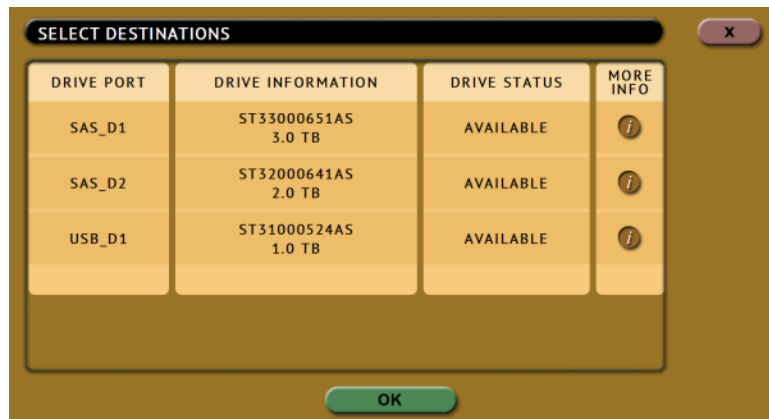 SELECT DESTINATIONS
X
DRIVE PORT DRIVE INFORMATION DRIVE STATUS MORE
INFO
SAS_D1 ST33000651AS AVAILABLE i
3.0 TB
SAS_D2 ST32000641AS AVAILABLE i
2.0 TB
USB_D1 ST31000524AS AVAILABLE i
1.0 TB
OK